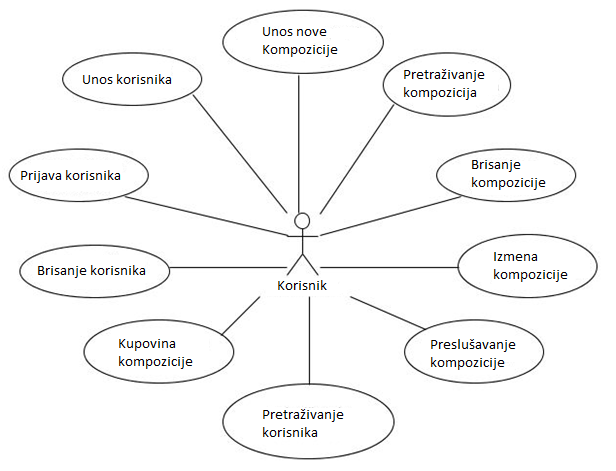 Unos nove
Kompozicije
Unos korisnika
Pretraživanje
kompozicija
Prijava korisnika
Brisanje
kompozicije
Brisanje korisnika
Izmena
kompozicije
Korisnik
Kupovina
kompozicije
Preslušavanje
kompozicije
Pretraživanje
korisnika